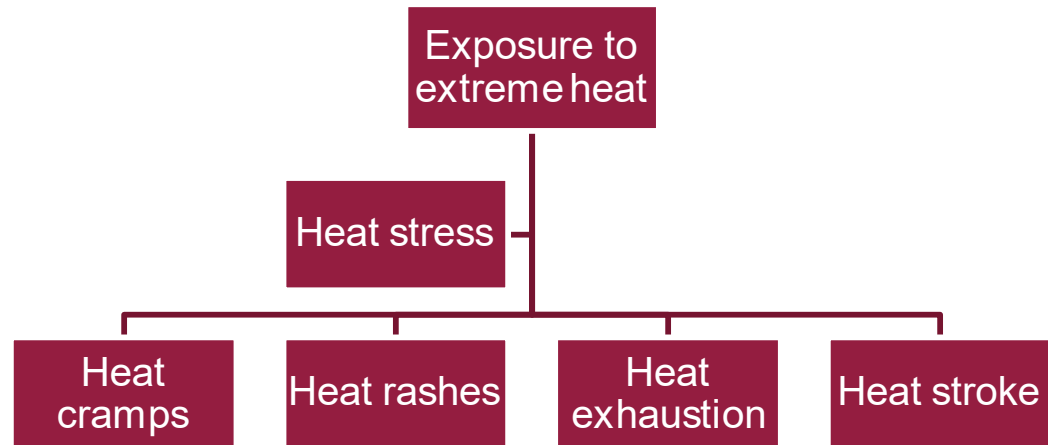 Exposure to
extreme heat
Heat stress
Heat
cramps
Heat rashes
Heat
exhaustion
Heat stroke